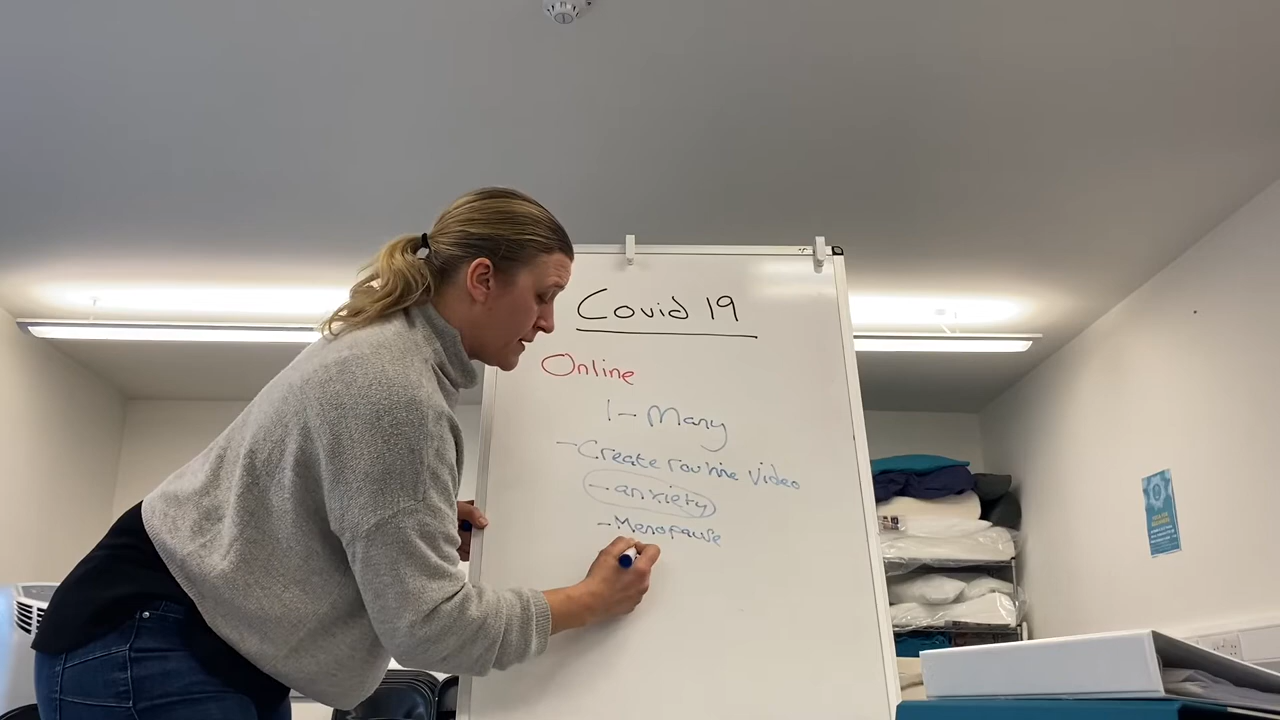 Covid 19
Online
1 - Many
- Create routine video
- anxiety
- Menopause